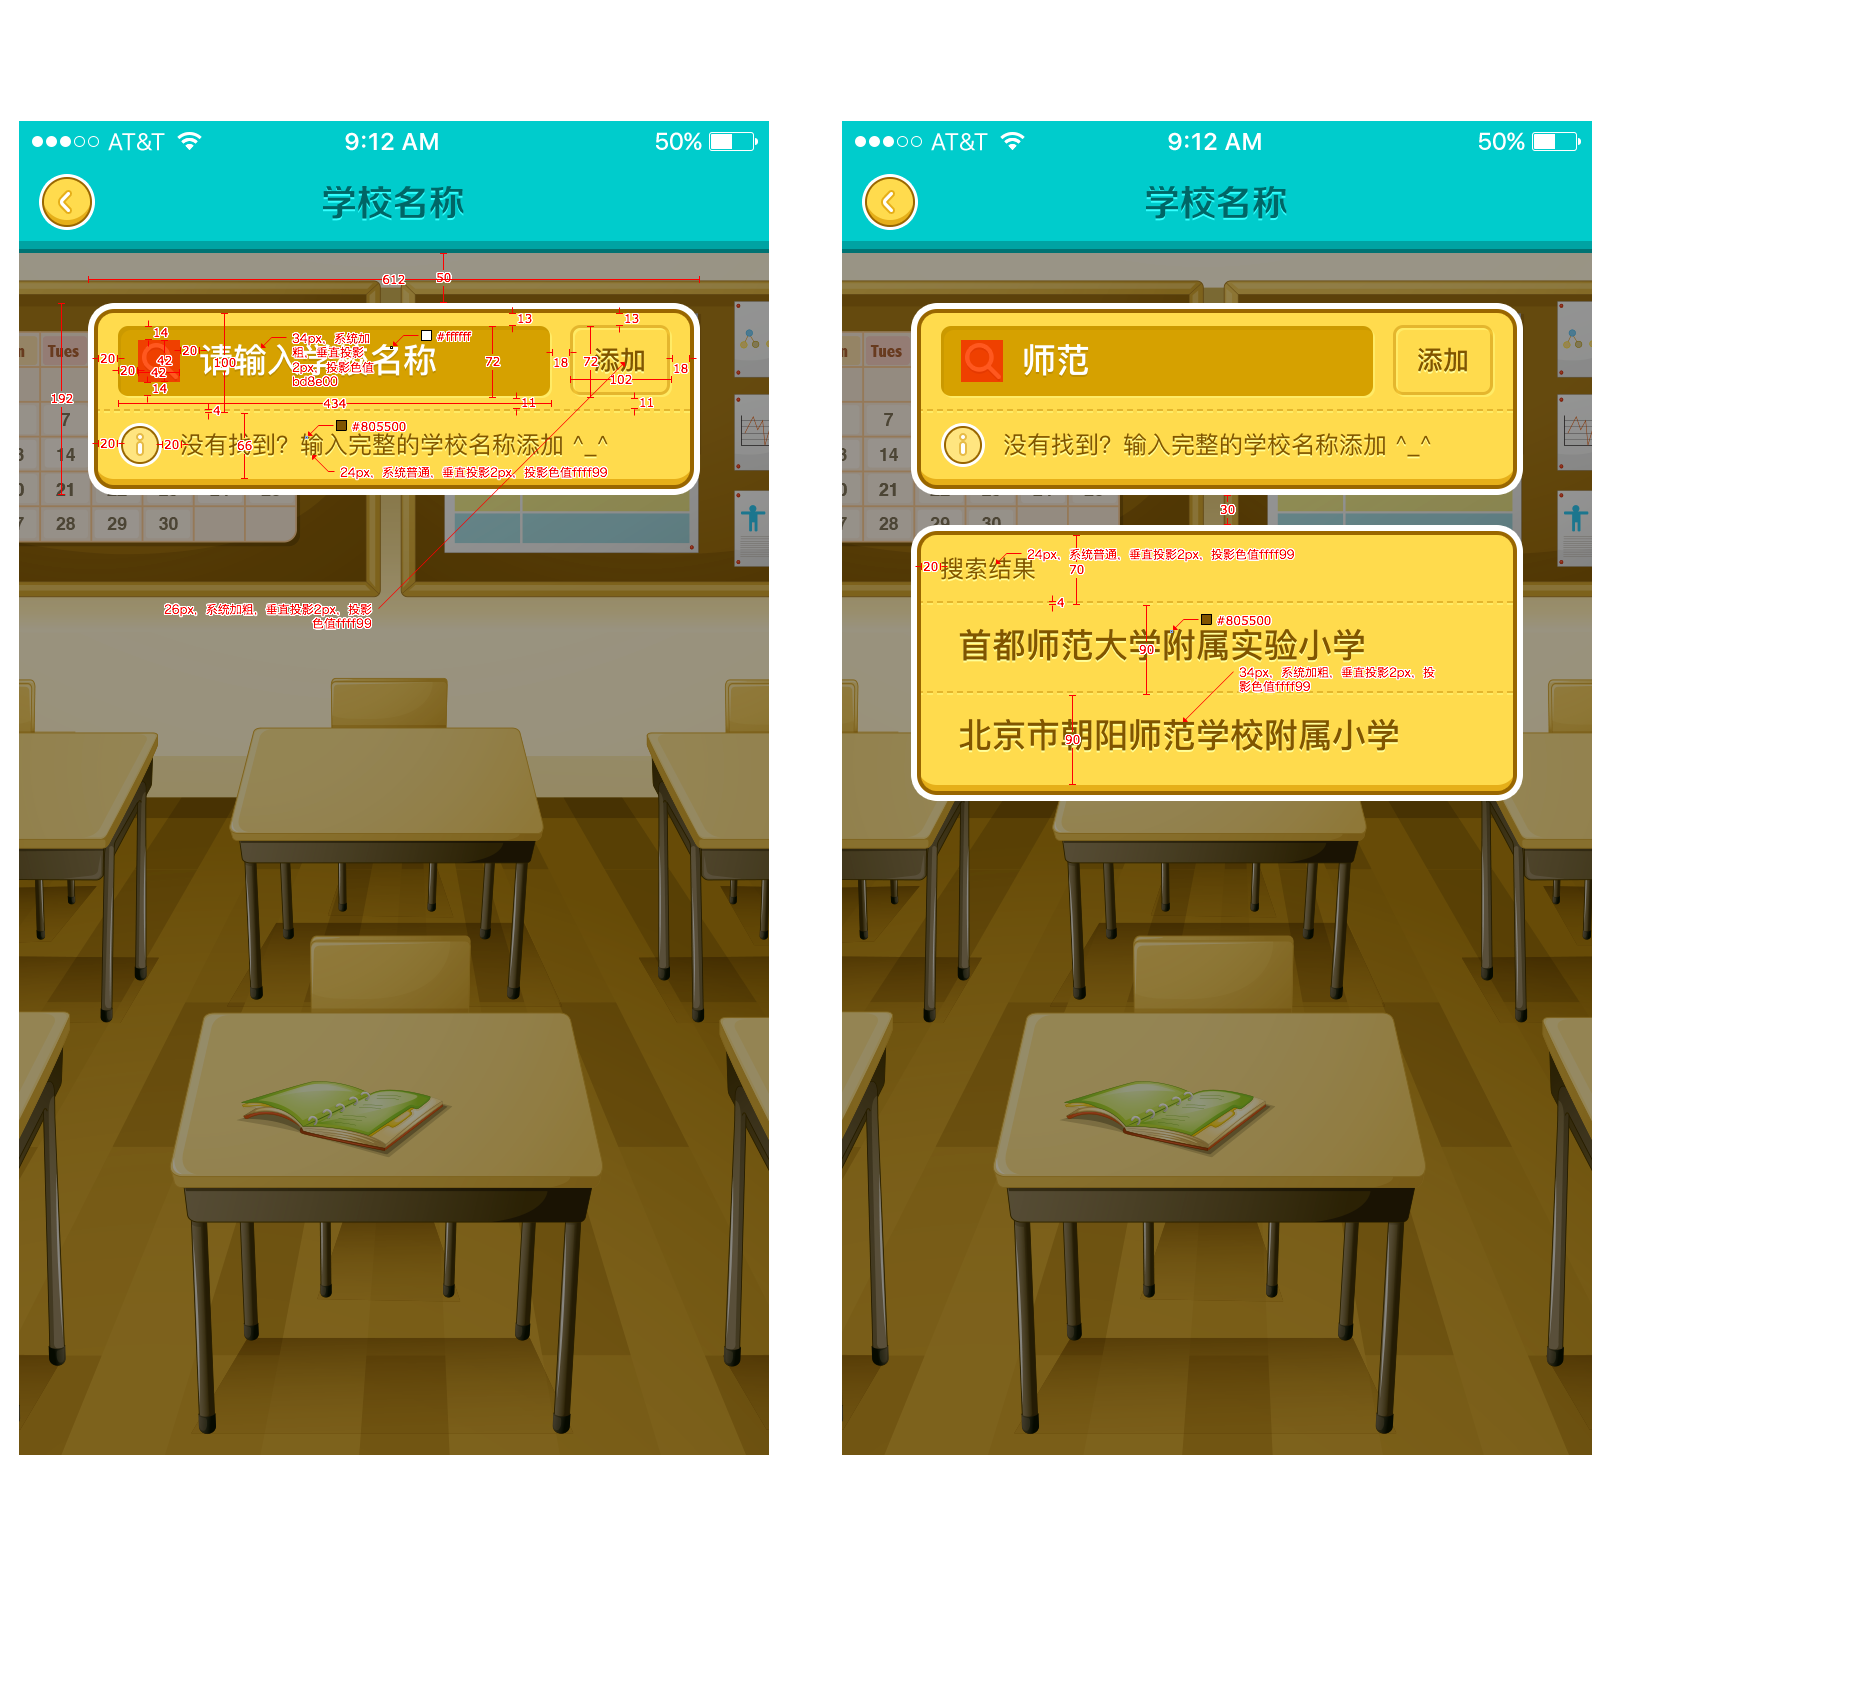 AT&T 9:12 AM 50%
学校名称
612
50
14
13
13
34px、系统加
粗、垂直投影
2px、投影色值
bd8e00
#ffffff
请输入学校名称
添加
20
20
20
42
42
100
72
18
72
18
102
14
192
434
4
11
11
#805500
20
20
66
没有找到？输入完整的学校名称添加 ^_^
24px、系统普通、垂直投影2px、投影色值ffff99
Tues
7
14
21
28 29 30
26px、系统加粗、垂直投影2px、投影
色值ffff99
AT&T 9:12 AM 50%
学校名称
师范
添加
没有找到？输入完整的学校名称添加 ^_^
Tues
7
14
21
28 29 30
30
24px、系统普通、垂直投影2px、投影色值ffff99
20
搜索结果
70
4
#805500
首都师范大学附属实验小学
90
34px、系统加粗、垂直投影2px、投
影色值ffff99
北京市朝阳师范学校附属小学
90